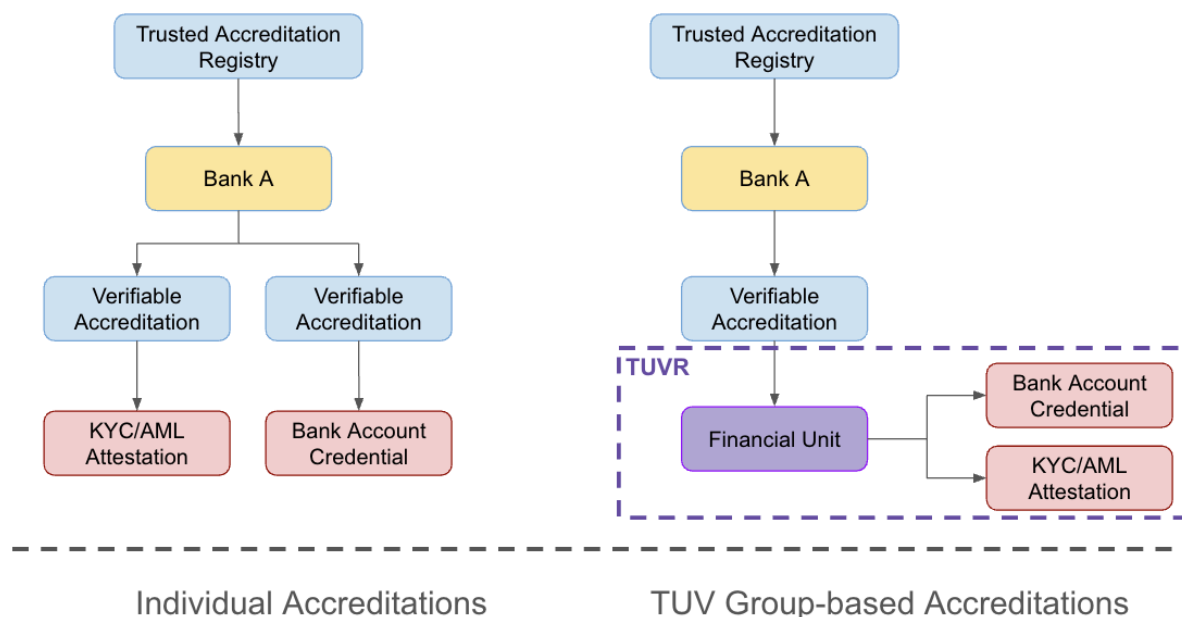 Trusted Accreditation
Registry
Bank A
Verifiable
Accreditation
Verifiable
Accreditation
KYC/AML
Attestation
Bank Account
Credential
Individual Accreditations
Trusted Accreditation
Registry
Bank A
Verifiable
Accreditation
TUVR
Financial Unit
Bank Account
Credential
KYC/AML
Attestation
TUV Group-based Accreditations